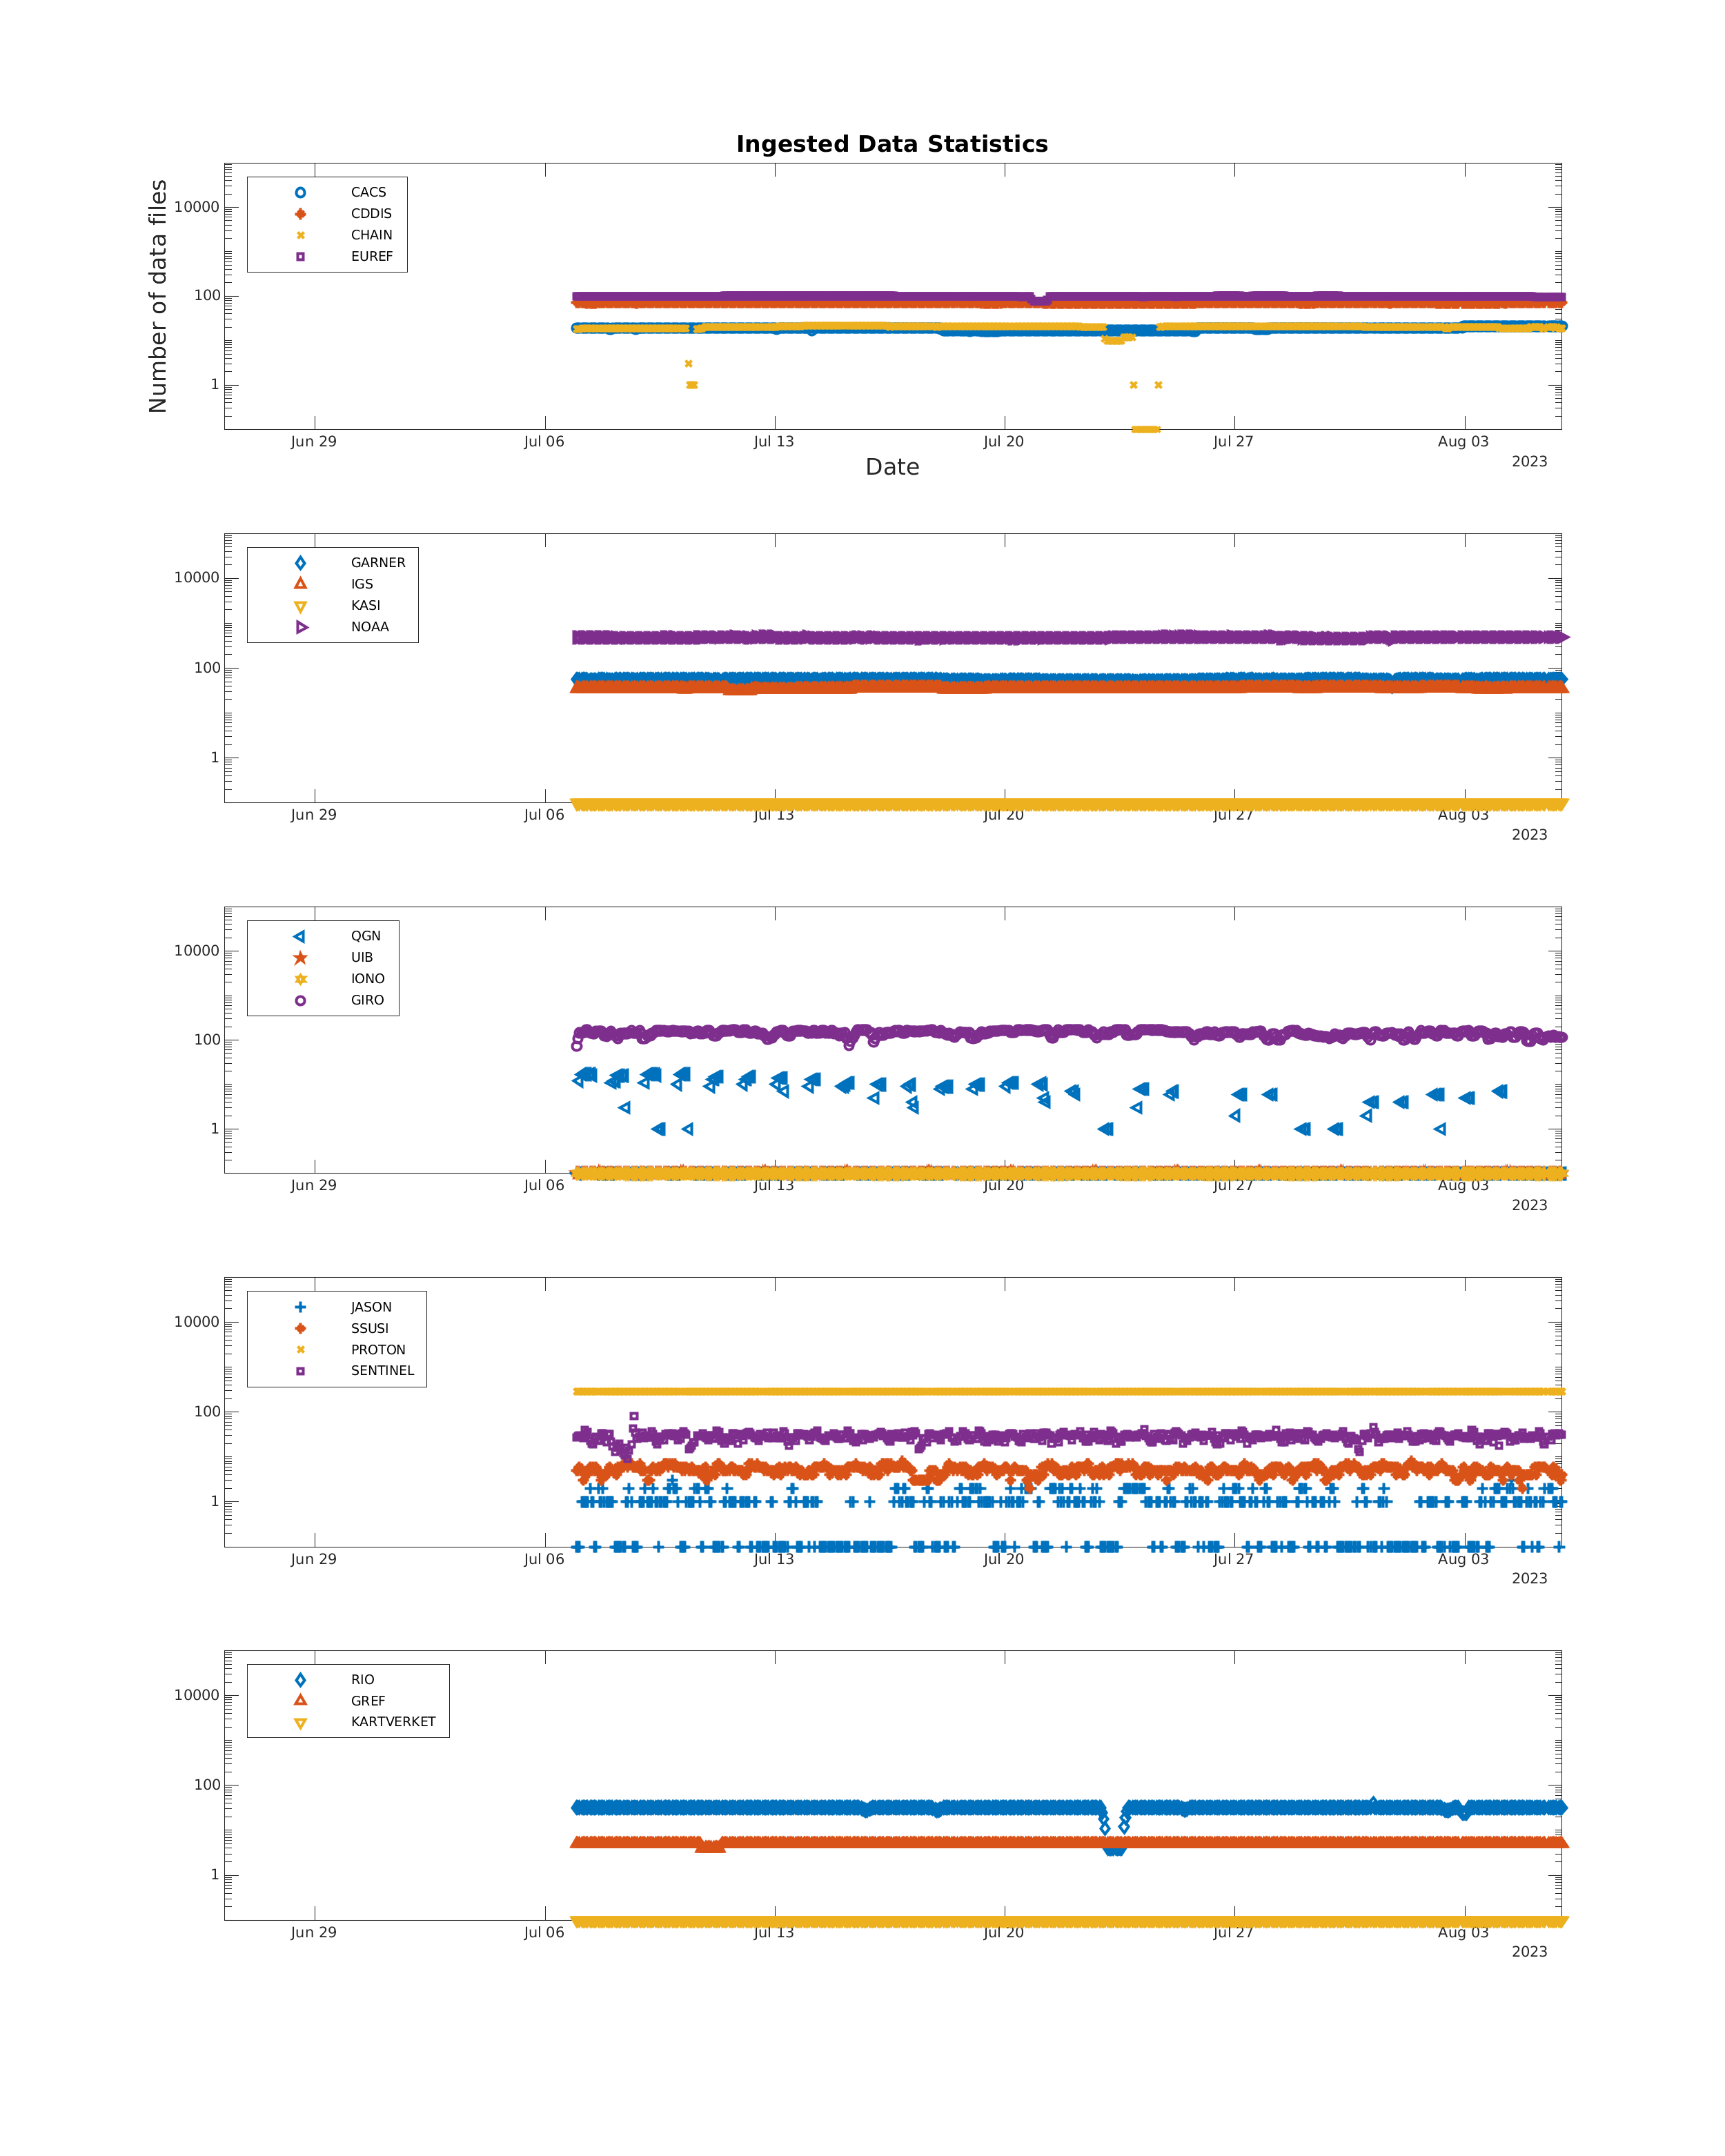 Ingested Data Statistics
Number of data files
10000
100
1
CACS
CDDIS
CHAIN
EUREF
Jun 29 Jul 06 Jul 13 Jul 20 Jul 27 Aug 03
2023
Date
10000
100
1
GARNER
IGS
KASI
NOAA
Jun 29 Jul 06 Jul 13 Jul 20 Jul 27 Aug 03
2023
10000
100
1
QGN
UIB
IONO
GIRO
Jun 29 Jul 06 Jul 13 Jul 20 Jul 27 Aug 03
2023
10000
100
1
JASON
SSUSI
PROTON
SENTINEL
Jun 29 Jul 06 Jul 13 Jul 20 Jul 27 Aug 03
2023
10000
100
1
RIO
GREF
KARTVERKET
Jun 29 Jul 06 Jul 13 Jul 20 Jul 27 Aug 03
2023